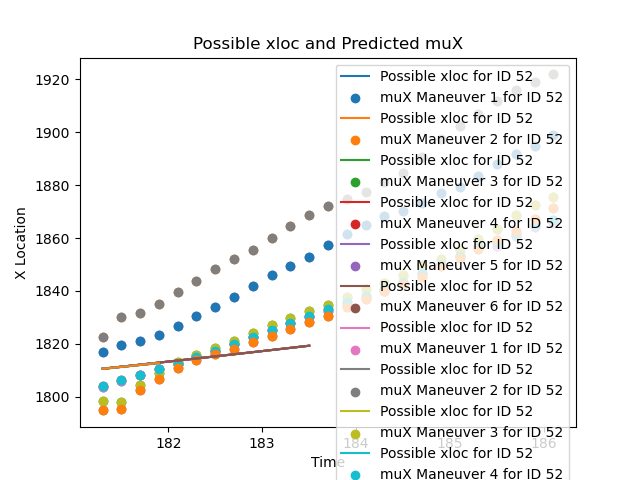 Possible xloc and Predicted muX
X Location
1920
1900
1880
1860
1840
1820
1800
182
183
184
185
186
Time
Possible xloc for ID 52
muX Maneuver 1 for ID 52
Possible xloc for ID 52
muX Maneuver 2 for ID 52
Possible xloc for ID 52
muX Maneuver 3 for ID 52
Possible xloc for ID 52
muX Maneuver 4 for ID 52
Possible xloc for ID 52
muX Maneuver 5 for ID 52
Possible xloc for ID 52
muX Maneuver 6 for ID 52
Possible xloc for ID 52
muX Maneuver 1 for ID 52
Possible xloc for ID 52
muX Maneuver 2 for ID 52
Possible xloc for ID 52
muX Maneuver 3 for ID 52
Possible xloc for ID 52
muX Maneuver 4 for ID 52